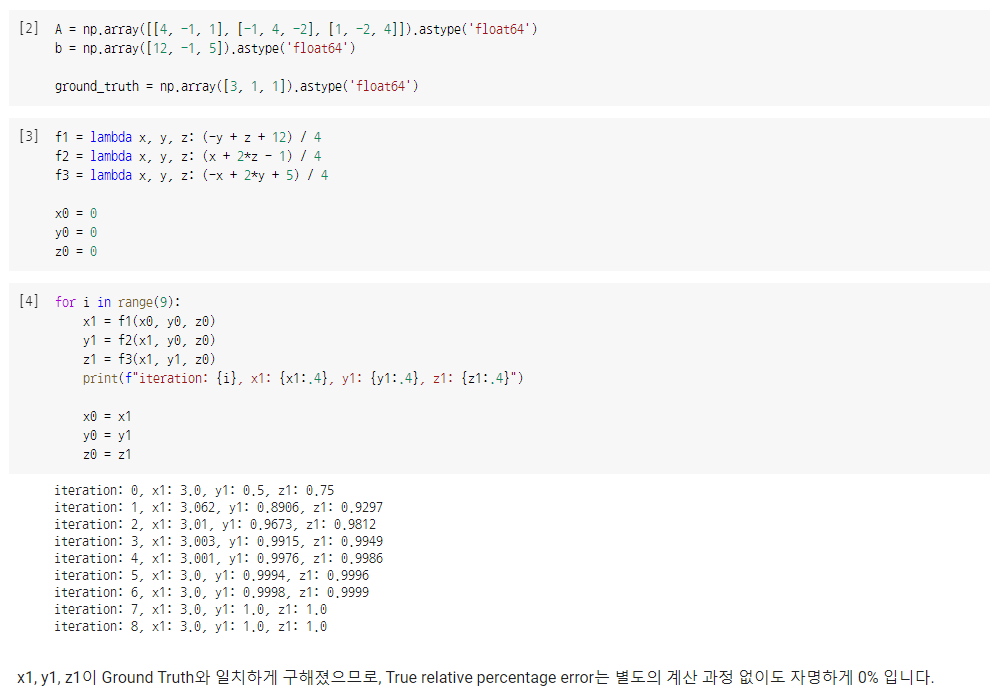 [2] A = np.array([[4, -1, 1], [-1, 4, -2], [1, -2, 4]]).astype('float64')
b = np.array([12, -1, 5]).astype('float64')
ground_truth = np.array([3, 1, 1]).astype('float64')
[3] f1 = lambda x, y, z: (-y + z + 12) / 4
f2 = lambda x, y, z: (x + 2*z - 1) / 4
f3 = lambda x, y, z: (-x + 2*y + 5) / 4
x0 = 0
y0 = 0
z0 = 0
[4] for i in range(9):
x1 = f1(x0, y0, z0)
y1 = f2(x1, y0, z0)
z1 = f3(x1, y1, z0)
print(f"iteration: {i}, x1: {x1:.4}, y1: {y1:.4}, z1: {z1:.4}")
x0 = x1
y0 = y1
z0 = z1
iteration: 0, x1: 3.0, y1: 0.5, z1: 0.75
iteration: 1, x1: 3.062, y1: 0.8906, z1: 0.9297
iteration: 2, x1: 3.01, y1: 0.9673, z1: 0.9812
iteration: 3, x1: 3.003, y1: 0.9915, z1: 0.9949
iteration: 4, x1: 3.001, y1: 0.9976, z1: 0.9986
iteration: 5, x1: 3.0, y1: 0.9994, z1: 0.9996
iteration: 6, x1: 3.0, y1: 0.9998, z1: 0.9999
iteration: 7, x1: 3.0, y1: 1.0, z1: 1.0
iteration: 8, x1: 3.0, y1: 1.0, z1: 1.0
x1, y1, z1이 Ground Truth와 일치하게 구해졌으므로, True relative percentage error는 별도의 계산 과정 없이도 자명하게 0% 입니다.